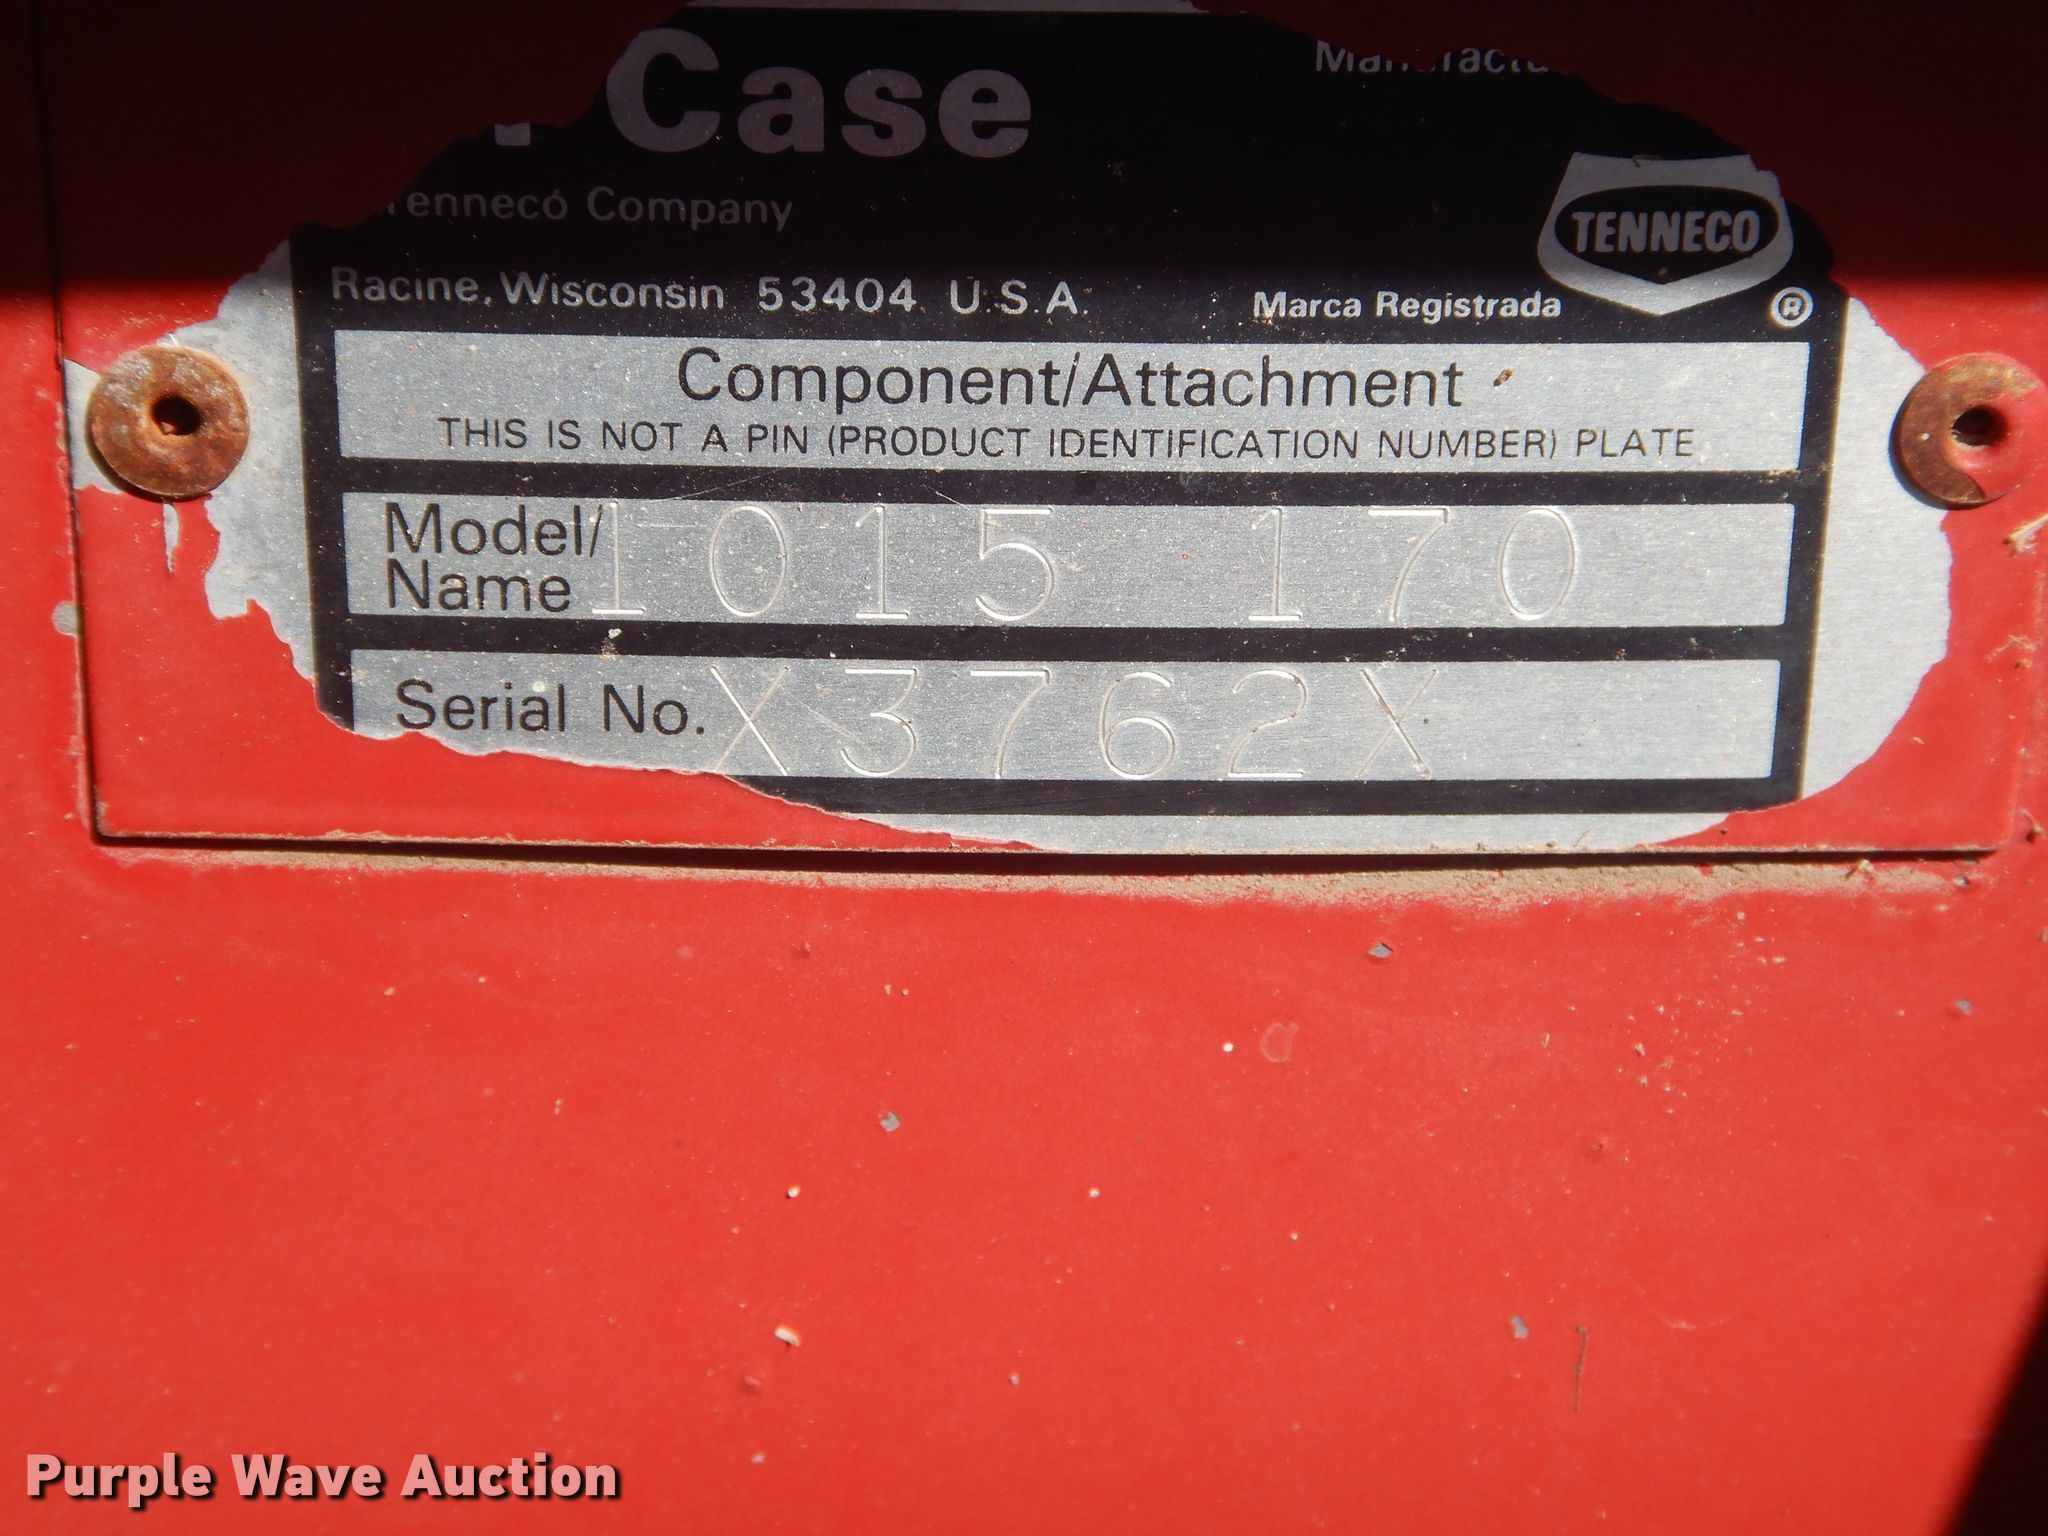 Case
Tenneco Company
Racine, Wisconsin 53404 U.S.A.
Marca Registrada
TENNECO
®
Component/Attachment
THIS IS NOT A PIN (PRODUCT IDENTIFICATION NUMBER) PLATE
Model/
Name 1015 170
Serial No. X3762X
Purple Wave Auction